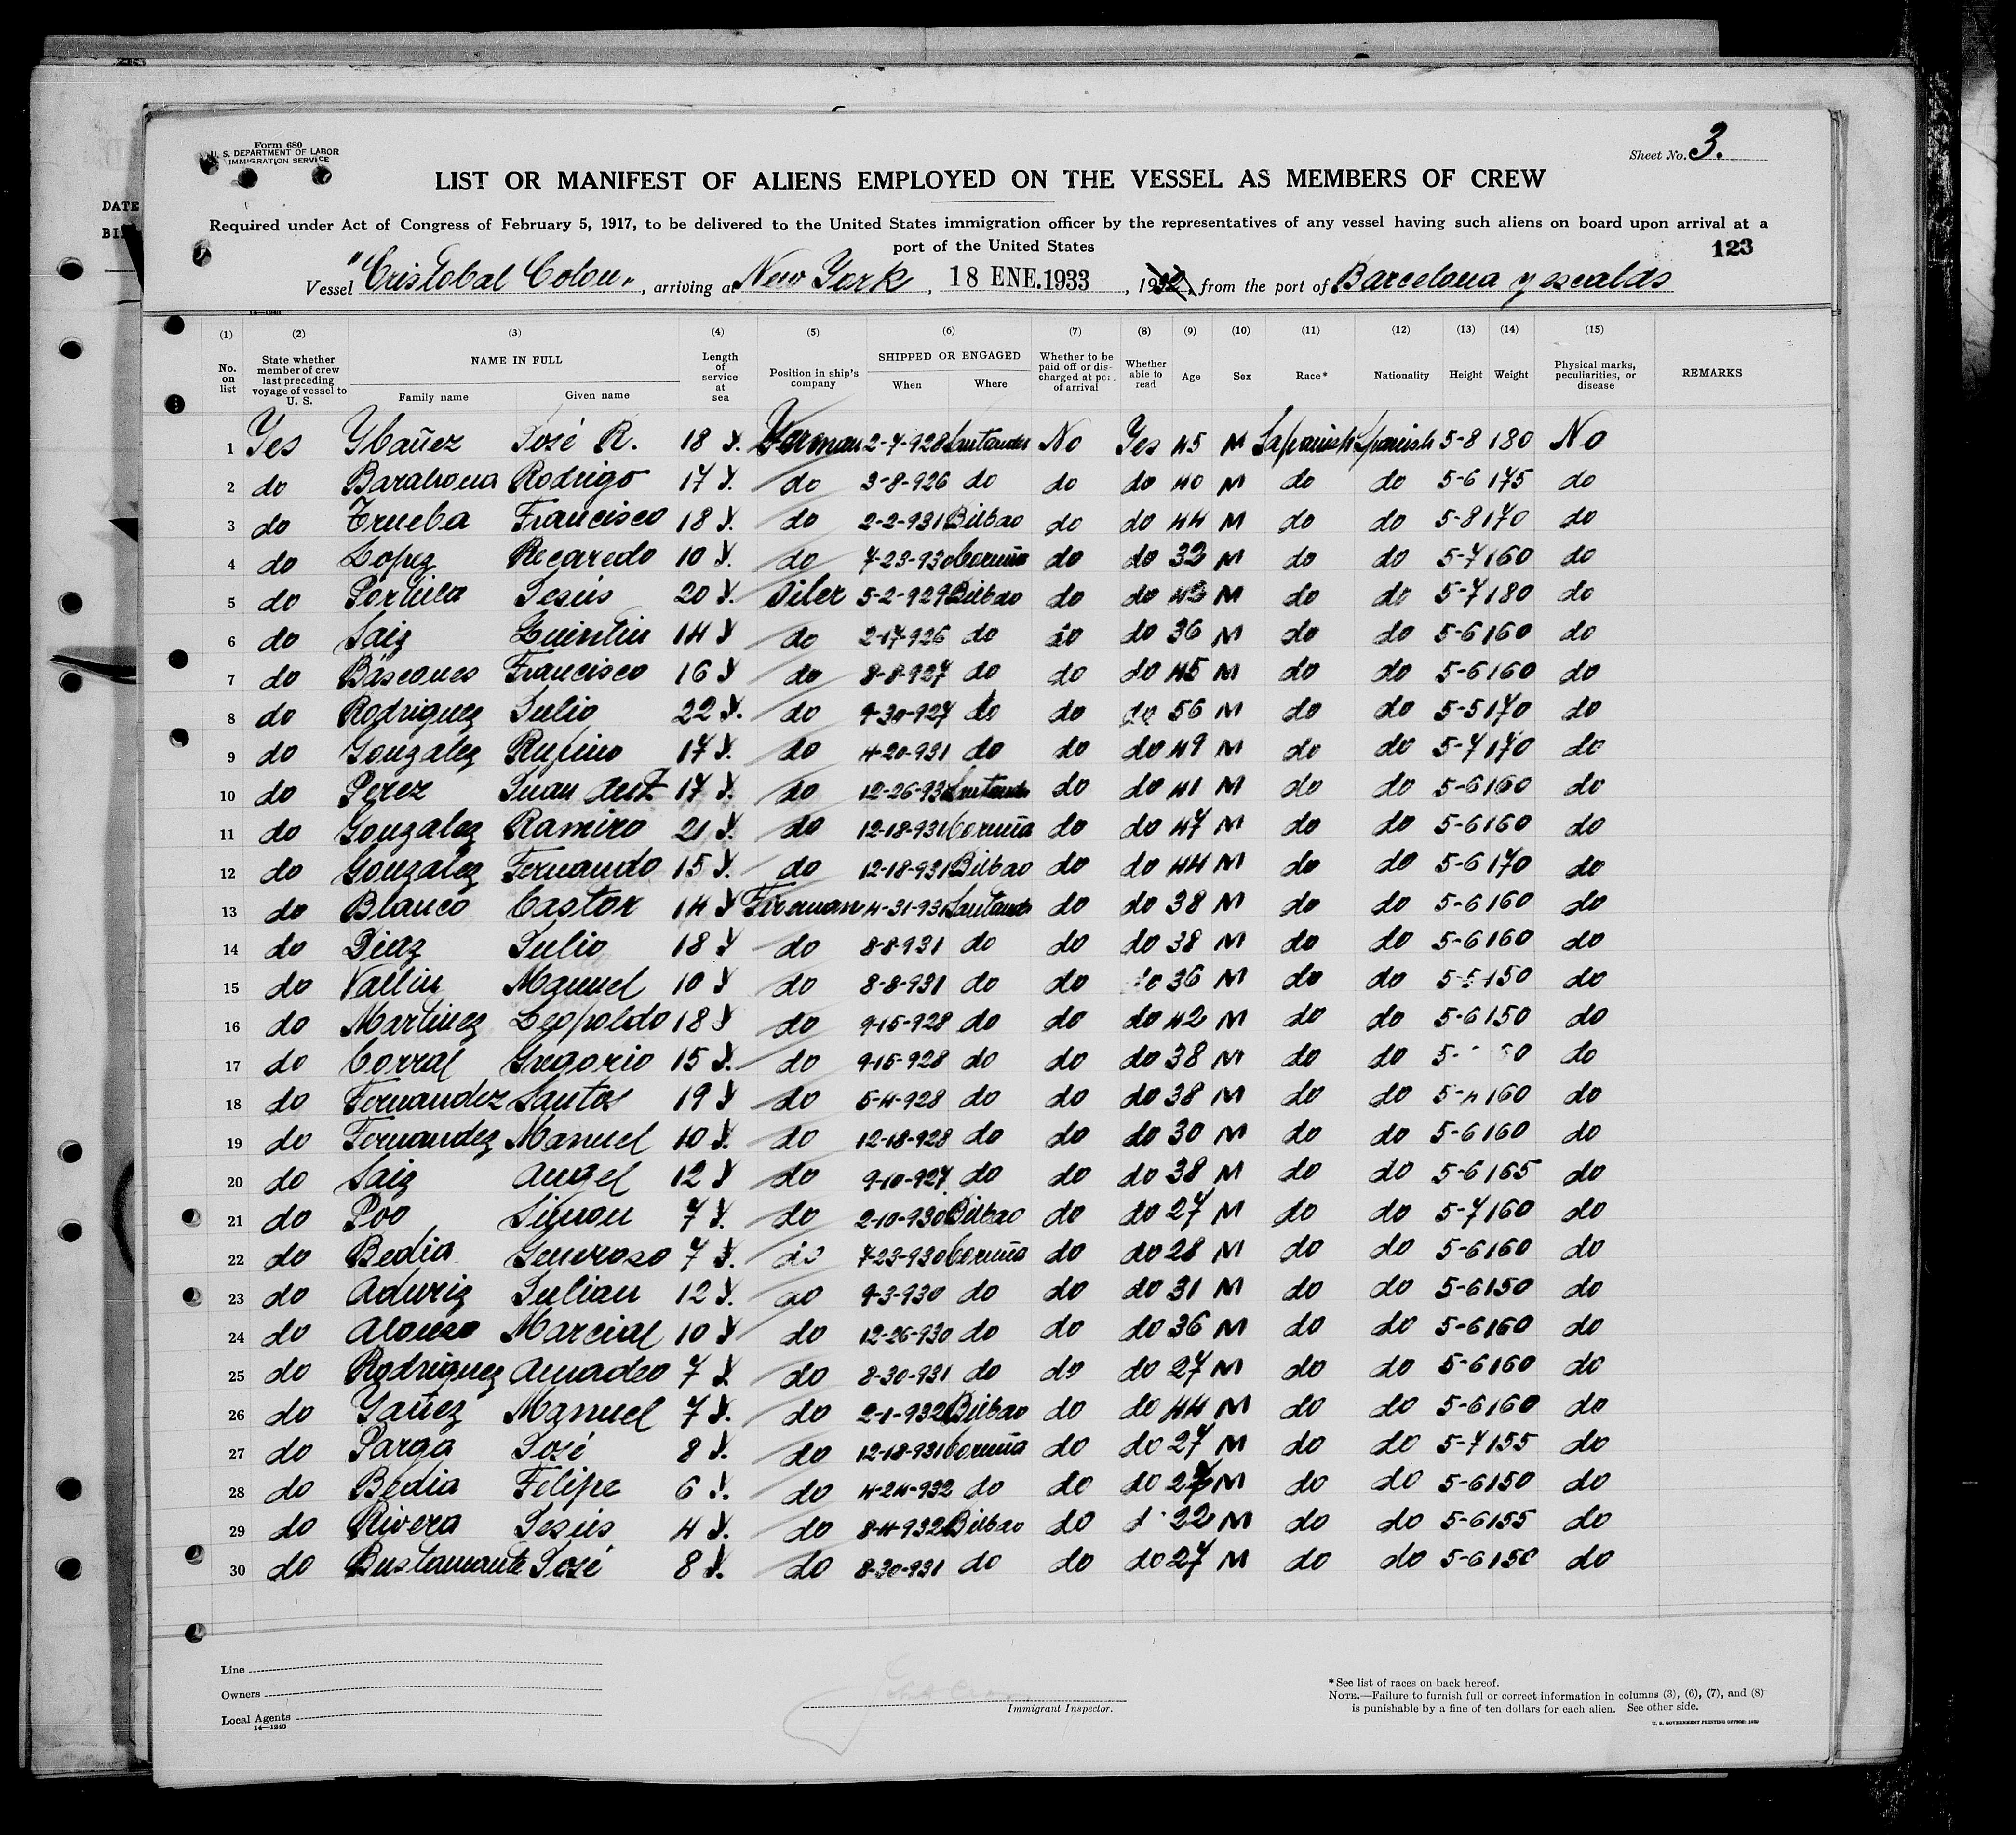 Form 680
U. S. DEPARTMENT OF LABOR
IMMIGRATION SERVICE
Sheet No. 3.
LIST OR MANIFEST OF ALIENS EMPLOYED ON THE VESSEL AS MEMBERS OF CREW
Required under Act of Congress of February 5, 1917, to be delivered to the United States immigration officer by the representatives of any vessel having such aliens on board upon arrival at a
port of the United States
123
Vessel "Cristobal Colon", arriving at New York, 18 ENE. 1933, 1932, from the port of Barcelona y escalas
14—1240
(1) (2) (3) (4) (5) (6) (7) (8) (9) (10) (11) (12) (13) (14) (15)
No. on list State whether member of crew last preceding voyage of vessel to U. S. NAME IN FULL Family name Given name Length of service at sea Position in ship's company SHIPPED OR ENGAGED When Where Whether to be paid off or discharged at port of arrival Whether able to read Age Sex Race* Nationality Height Weight Physical marks, peculiarities, or disease REMARKS
1 Yes Ybañez José R. 18 y. 2-7-928 Santander No Yes 45 M Spanish Spanish 5-8 180 No
2 do Barahona Rodrigo 17 y. do 3-8-926 do do do 40 M do do 5-6 175 do
3 do Trueba Francisco 18 y. do 2-2-931 Bilbao do do 44 M do do 5-8 170 do
4 do Lopez Recaredo 10 y. do 7-23-930 Coruña do do 32 M do do 5-7 160 do
5 do Portilla Jesús 20 y. Oiler 5-2-929 Bilbao do do 43 M do do 5-7 180 do
6 do Saiz Quintin 14 y do 2-17-926 do do do 36 M do do 5-6 160 do
7 do Bascones Francisco 16 y do 8-8-927 do do do 45 M do do 5-6 160 do
8 do Rodriguez Julio 22 y. do 9-30-927 do do do 56 M do do 5-5 170 do
9 do Gonzalez Rufino 17 y. do 4-20-931 do do do 49 M do do 5-7 170 do
10 do Perez Juan Ant. 17 y. do 12-26-931 Santander do do 41 M do do 5-6 160 do
11 do Gonzalez Ramiro 21 y. do 12-18-931 Coruña do do 47 M do do 5-6 160 do
12 do Gonzalez Fernando 15 y. do 12-18-931 Bilbao do do 44 M do do 5-6 170 do
13 do Blanco Castor 14 y Fireman 4-31-931 Santander do do 38 M do do 5-6 160 do
14 do Diaz Julio 18 y do 8-8-931 do do do 38 M do do 5-6 160 do
15 do Vallin Manuel 10 y do 8-8-931 do do do 36 M do do 5-5 150 do
16 do Martinez Leopoldo 18 y do 9-15-928 do do do 42 M do do 5-6 150 do
17 do Corral Gregorio 15 y. do 9-15-928 do do do 38 M do do do
18 do Fernandez Santos 19 y do 5-4-928 do do do 38 M do do 160 do
19 do Fernandez Manuel 10 y. do 12-18-928 do do do 30 M do do 5-6 160 do
20 do Saiz Angel 12 y do 9-10-927 do do do 38 M do do 5-6 165 do
21 do Poo Simon 7 y. do 2-10-930 Bilbao do do 27 M do do 5-7 160 do
22 do Bedia Generoso 7 y. do 7-23-930 Coruña do do 28 M do do 5-6 160 do
23 do Aduriz Julian 12 y. do 9-3-930 do do do 31 M do do 5-6 150 do
24 do Alonso Marcial 10 y do 12-26-930 do do do 36 M do do 5-6 160 do
25 do Rodriguez Amadeo 7 y. do 8-30-931 do do do 27 M do do 5-6 160 do
26 do Yañez Manuel 7 y. do 2-1-932 Bilbao do do 44 M do do 5-6 160 do
27 do Parga José 8 y. do 12-18-931 Coruña do do 27 M do do 5-7 155 do
28 do Bedia Felipe 6 y. do 4-24-932 do do do M do do 5-6 150 do
29 do Rivera Jesús 4 y. do 8-4-932 Bilbao do 22 M do do 5-6 155 do
30 do Bustamante José 8 y. do 8-30-931 do do do 27 M do do 5-6 150 do
Line
Owners
Local Agents
14—1240
Immigrant Inspector.
*See list of races on back hereof.
NOTE.—Failure to furnish full or correct information in columns (3), (6), (7), and (8)
is punishable by a fine of ten dollars for each alien. See other side.